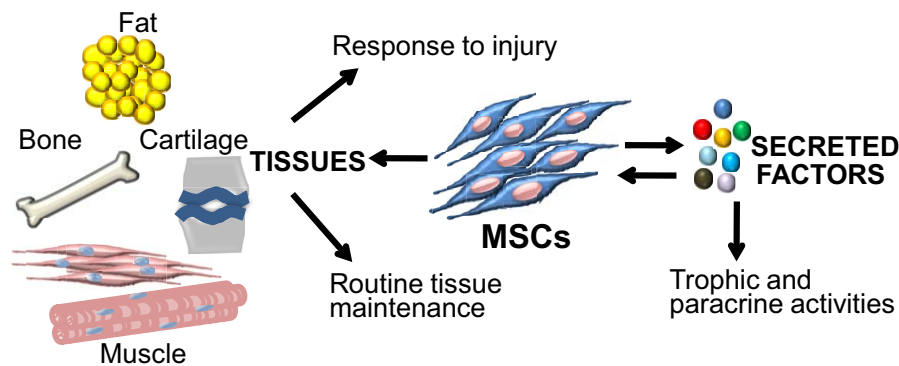 Fat
Response to injury
Bone
Cartilage
TISSUES
SECRETED
FACTORS
MSCs
Routine tissue
maintenance
Trophic and
paracrine activities
Muscle